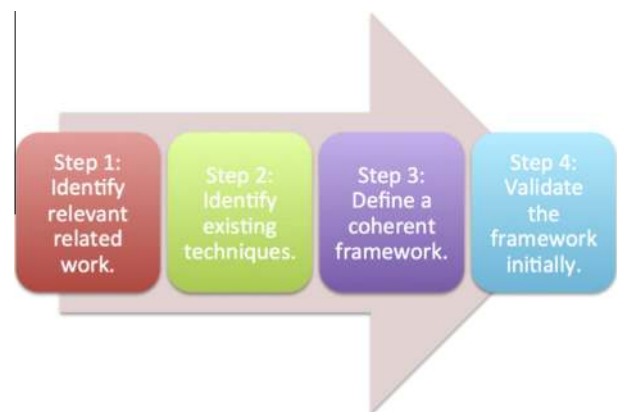 Step 1:
Identify
relevant
related
work.
Step 2:
Identify
existing
techniques.
Step 3:
Define a
coherent
framework.
Step 4:
Validate
the
framework
initially.